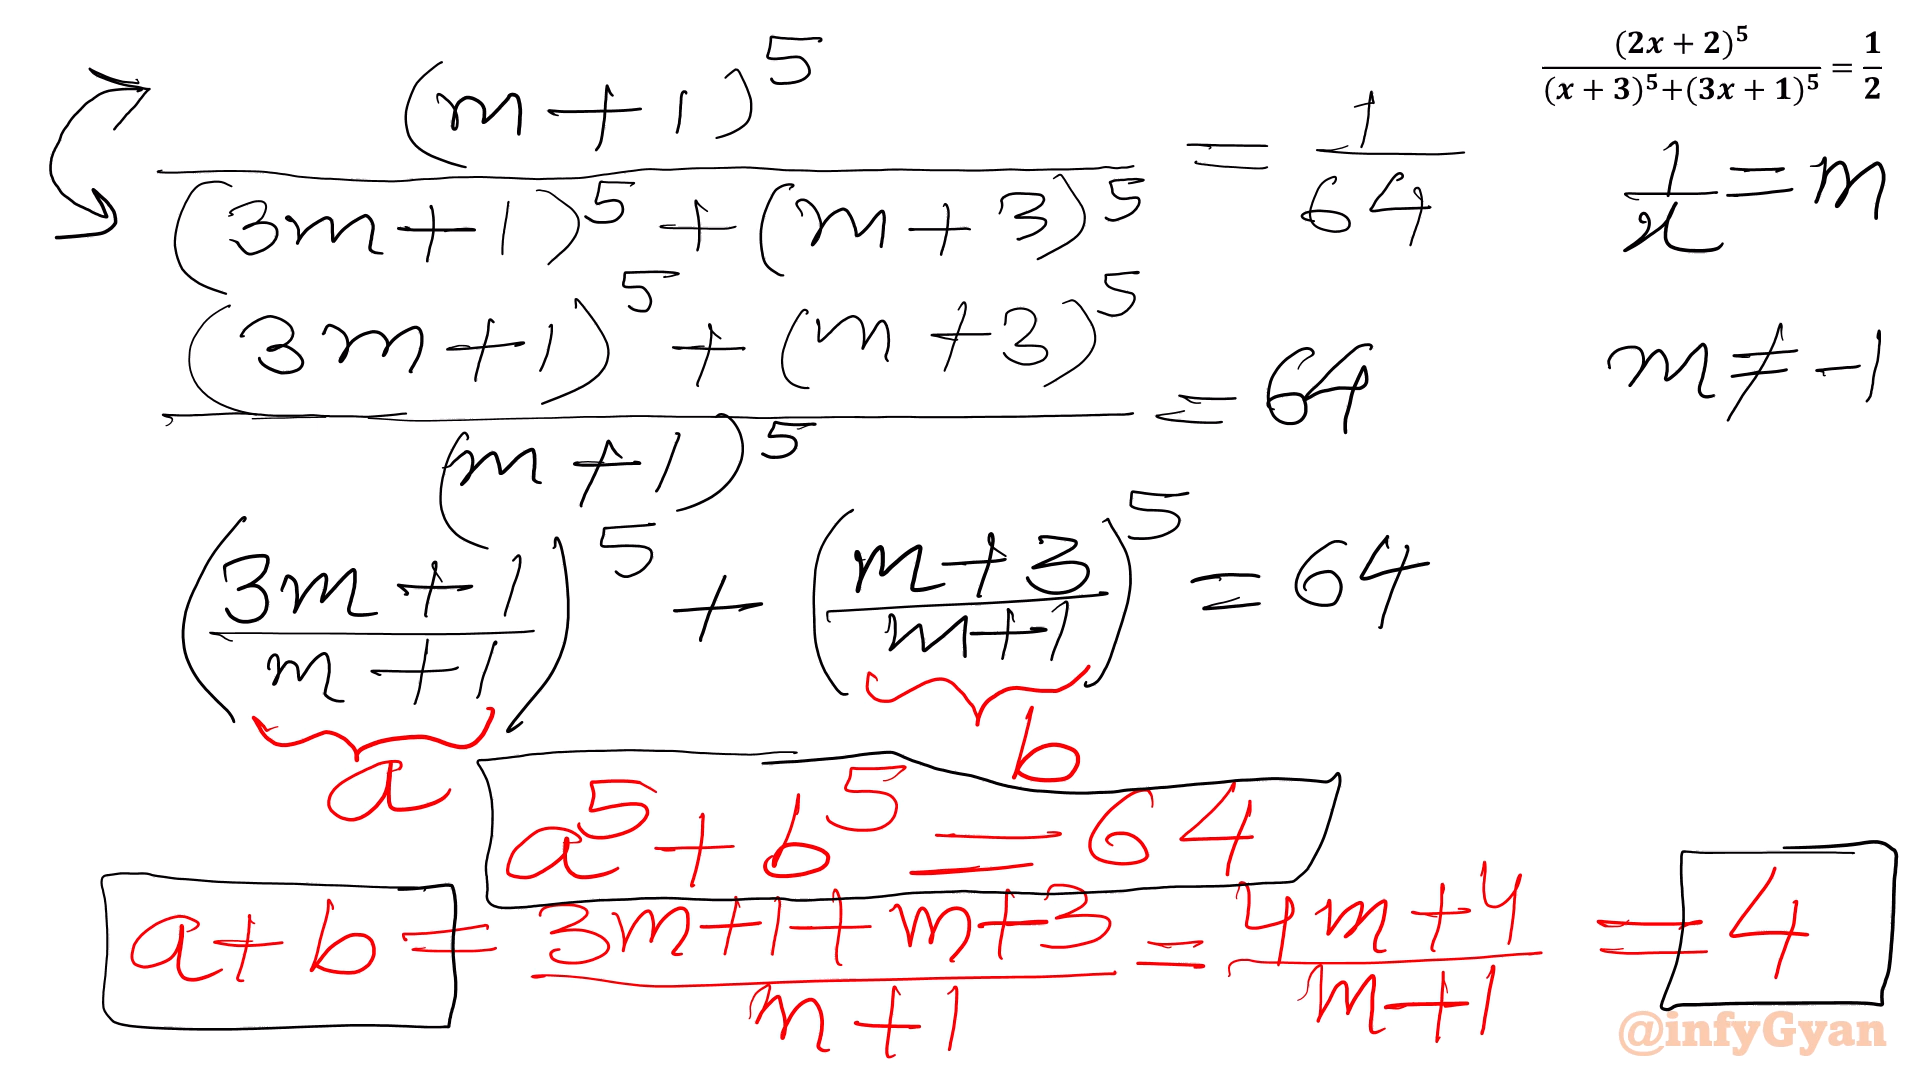 (2x + 2)⁵ / ((x + 3)⁵+(3x + 1)⁵) = 1/2
1/x = m
m ≠ -1
(m+1)⁵ / ((3m+1)⁵ + (m+3)⁵) = 1/64
((3m+1)⁵ + (m+3)⁵) / (m+1)⁵ = 64
((3m+1)/(m+1))⁵ + ((m+3)/(m+1))⁵ = 64
a b
a⁵ + b⁵ = 64
a+b = (3m+1+m+3)/(m+1) = (4m+4)/(m+1) = 4
@infyGyan